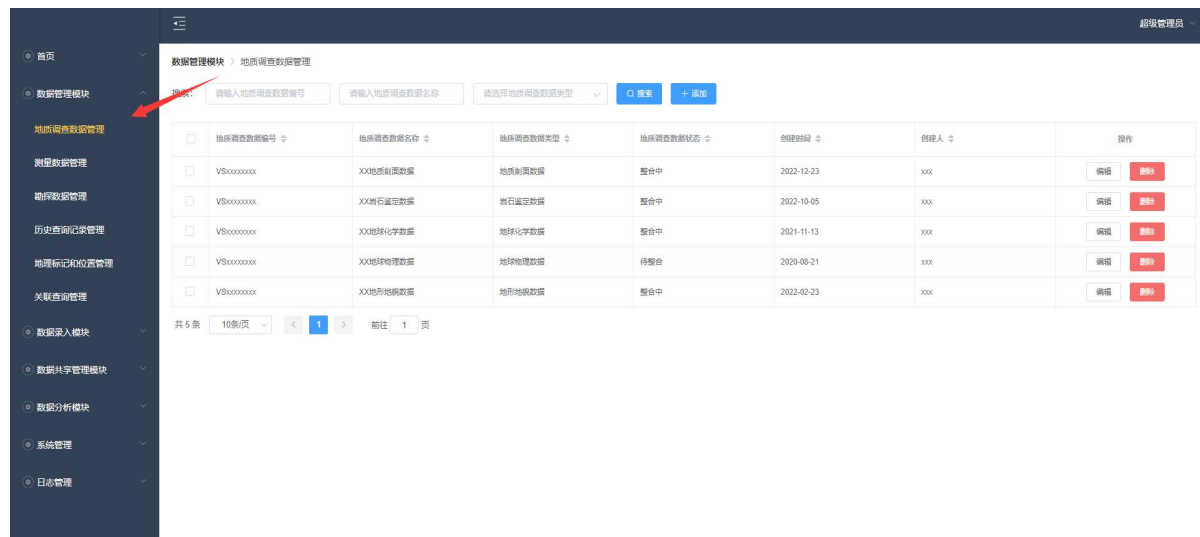 超级管理员
首页
数据管理模块
地质调查数据管理
测量数据管理
勘探数据管理
历史查询记录管理
地理标记和位置管理
关联查询管理
数据录入模块
数据共享管理模块
数据分析模块
系统管理
日志管理
数据管理模块 > 地质调查数据管理
搜索： 请输入地质调查数据编号 请输入地质调查数据名称 请选择地质调查数据类型 搜索 + 添加
地质调查数据编号 地质调查数据名称 地质调查数据类型 地质调查数据状态 创建时间 创建人 操作
VSxxxxxxxx XX地质剖面数据 地质剖面数据 整合中 2022-12-23 xxx 编辑 删除
VSxxxxxxxx XX岩石鉴定数据 岩石鉴定数据 整合中 2022-10-05 xxx 编辑 删除
VSxxxxxxxx XX地球化学数据 地球化学数据 整合中 2021-11-13 xxx 编辑 删除
VSxxxxxxxx XX地球物理数据 地球物理数据 待整合 2020-08-21 xxx 编辑 删除
VSxxxxxxxx XX地形地貌数据 地形地貌数据 整合中 2022-02-23 xxx 编辑 删除
共 5 条 10条/页 < 1 > 前往 1 页